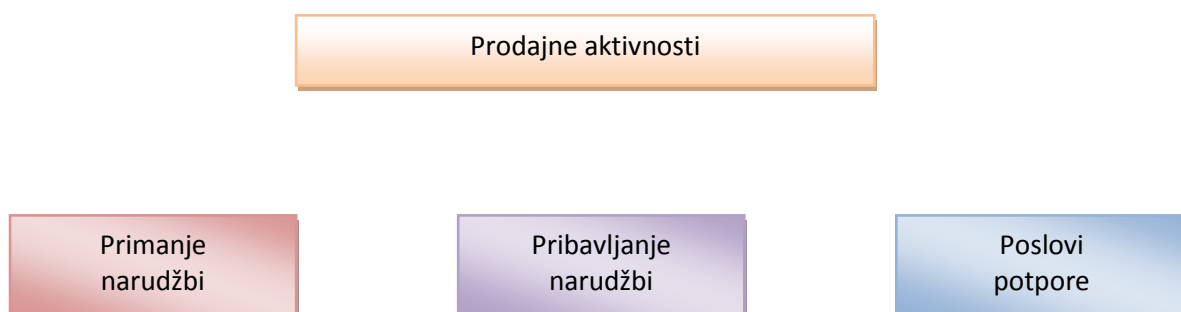 Prodajne aktivnosti
Primanje
narudžbi
Pribavljanje
narudžbi
Poslovi
potpore